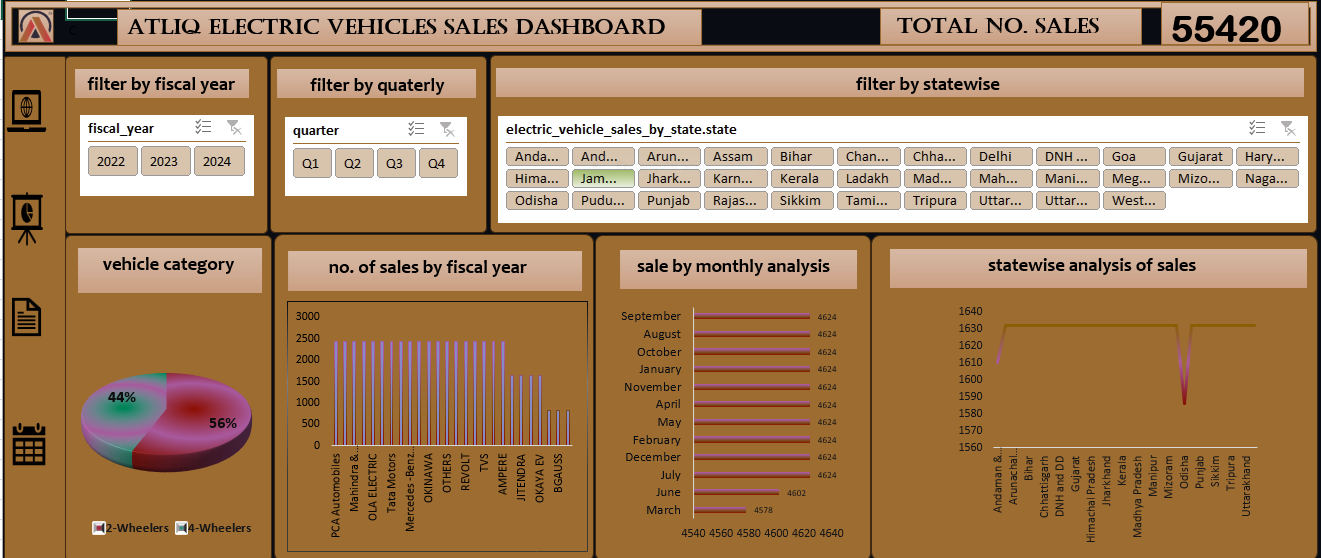 ATLIQ ELECTRIC VEHICLES SALES DASHBOARD
TOTAL NO. SALES
55420
filter by fiscal year
filter by quaterly
filter by statewise
fiscal_year
2022 2023 2024
quarter
Q1 Q2 Q3 Q4
electric_vehicle_sales_by_state.state
Anda... And... Arun... Assam Bihar Chan... Chha... Delhi DNH ... Goa Gujarat Hary...
Hima... Jam... Jhark... Karn... Kerala Ladakh Mad... Mah... Mani... Meg... Mizo... Naga...
Odisha Pudu... Punjab Rajas... Sikkim Tami... Tripura Uttar... Uttar... West...
vehicle category
44%
56%
2-Wheelers 4-Wheelers
no. of sales by fiscal year
3000
2500
2000
1500
1000
500
0
PCA Automobiles
Mahindra &...
OLA ELECTRIC
Tata Motors
Mercedes -Benz...
OKINAWA
OTHERS
REVOLT
TVS
AMPERE
JITENDRA
OKAYA EV
BGAUSS
sale by monthly analysis
September 4624
August 4624
October 4624
January 4624
November 4624
April 4624
May 4624
February 4624
December 4624
July 4624
June 4602
March 4578
4540 4560 4580 4600 4620 4640
statewise analysis of sales
1640
1630
1620
1610
1600
1590
1580
1570
1560
Andaman &...
Arunachal...
Bihar
Chhattisgarh
DNH and DD
Gujarat
Himachal Pradesh
Jharkhand
Kerala
Madhya Pradesh
Manipur
Mizoram
Odisha
Punjab
Sikkim
Tripura
Uttarakhand